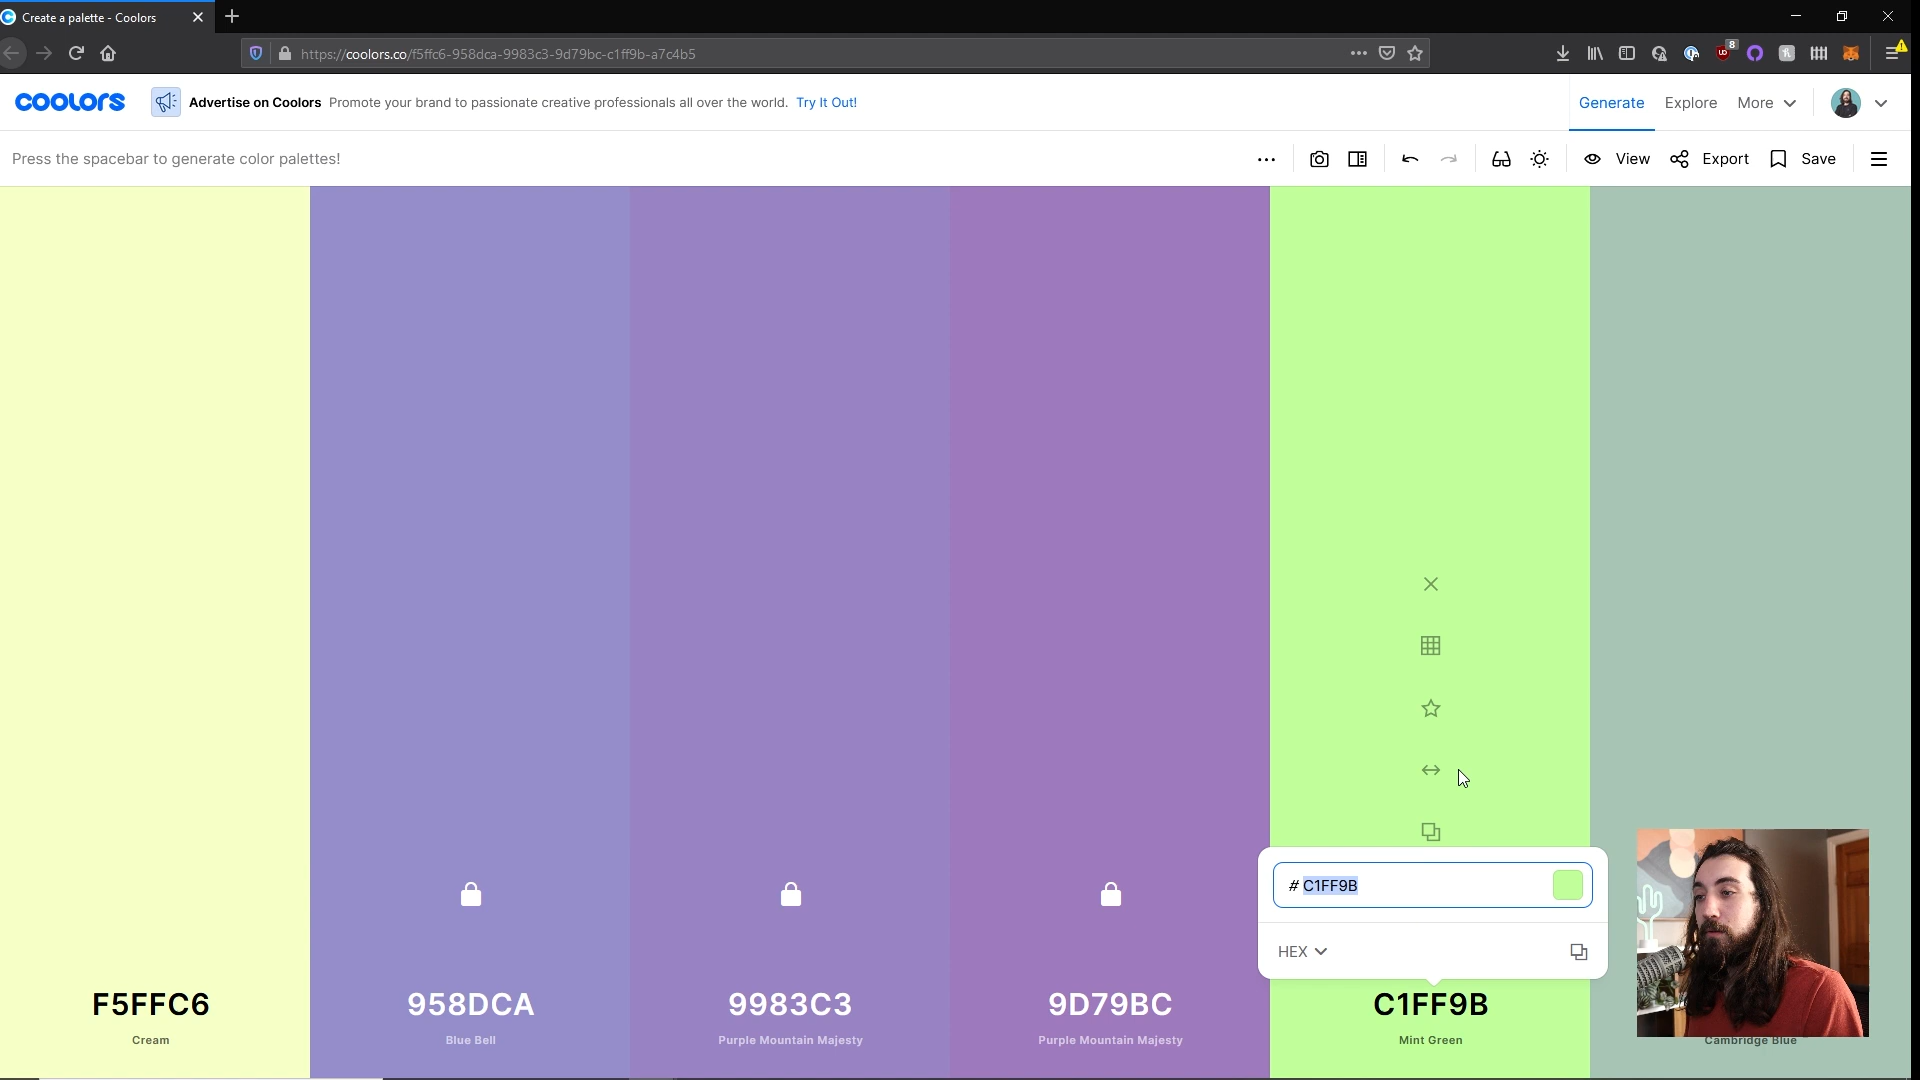 Create a palette - Coolors
https://coolors.co/f5ffc6-958dca-9983c3-9d79bc-c1ff9b-a7c4b5
8
coolors
Advertise on Coolors Promote your brand to passionate creative professionals all over the world. Try It Out!
Generate Explore More
Press the spacebar to generate color palettes!
View Export Save
# C1FF9B
HEX
F5FFC6 958DCA 9983C3 9D79BC C1FF9B
Cream Blue Bell Purple Mountain Majesty Purple Mountain Majesty Mint Green Cambridge Blue